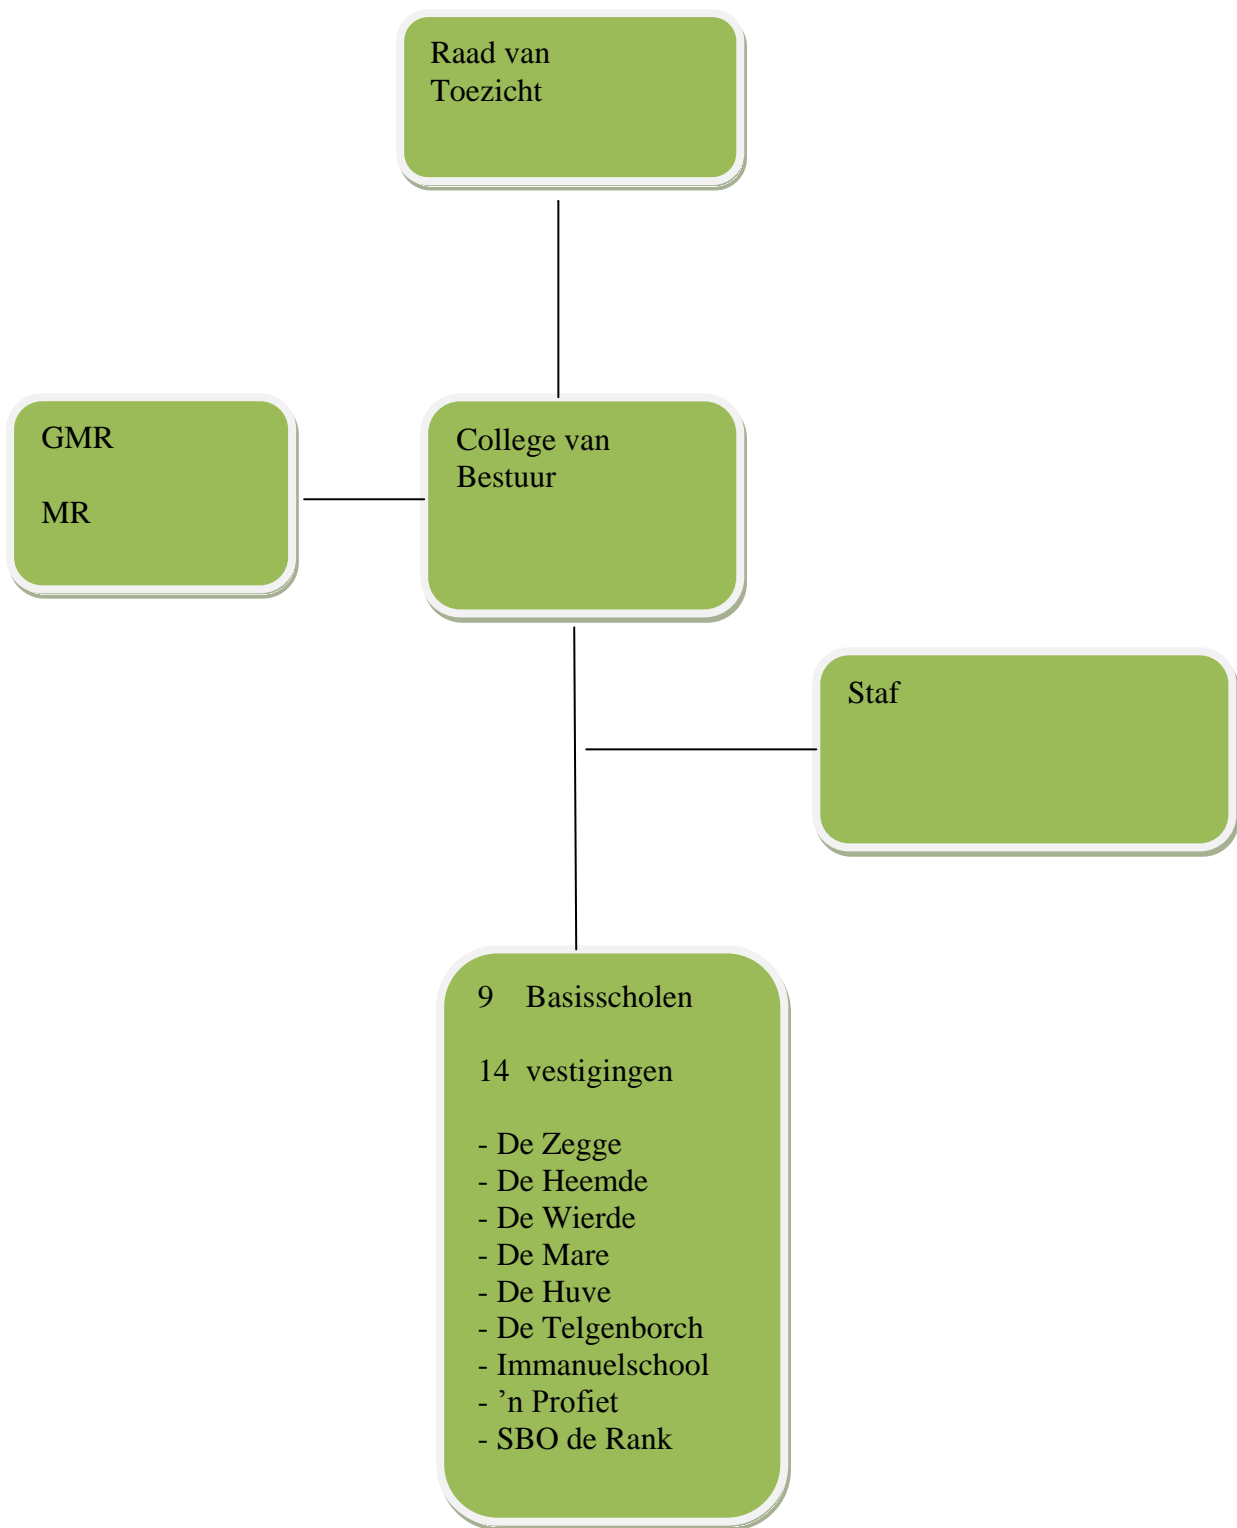 Raad van
Toezicht
GMR
MR
College van
Bestuur
Staf
9 Basisscholen
14 vestigingen
- De Zegge
- De Heemde
- De Wierde
- De Mare
- De Huve
- De Telgenborch
- Immanuelschool
- ’n Profiet
- SBO de Rank